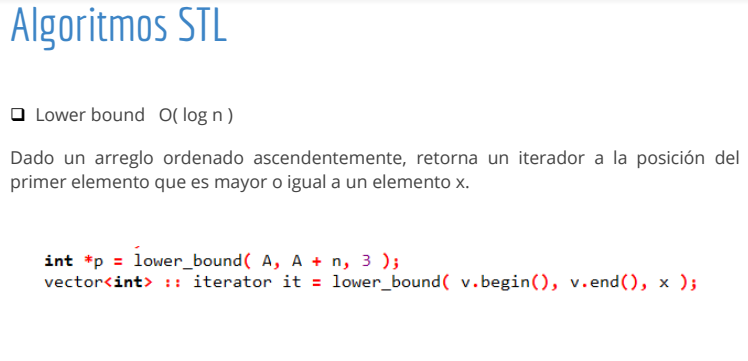 Algoritmos STL
Lower bound O( log n )
Dado un arreglo ordenado ascendentemente, retorna un iterador a la posición del
primer elemento que es mayor o igual a un elemento x.
int *p = lower_bound( A, A + n, 3 );
vector<int> :: iterator it = lower_bound( v.begin(), v.end(), x );